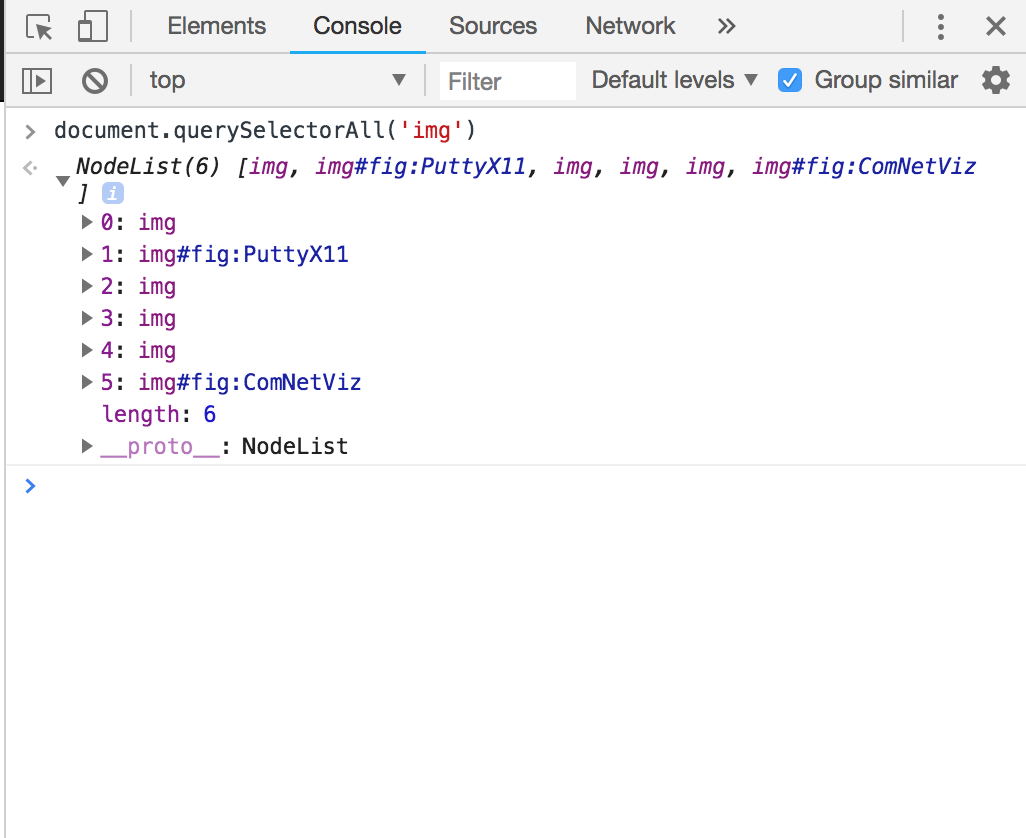 Elements Console Sources Network »
top Filter Default levels Group similar
document.querySelectorAll('img')
NodeList(6) [img, img#fig:PuttyX11, img, img, img, img#fig:ComNetViz
] i
0: img
1: img#fig:PuttyX11
2: img
3: img
4: img
5: img#fig:ComNetViz
length: 6
__proto__: NodeList